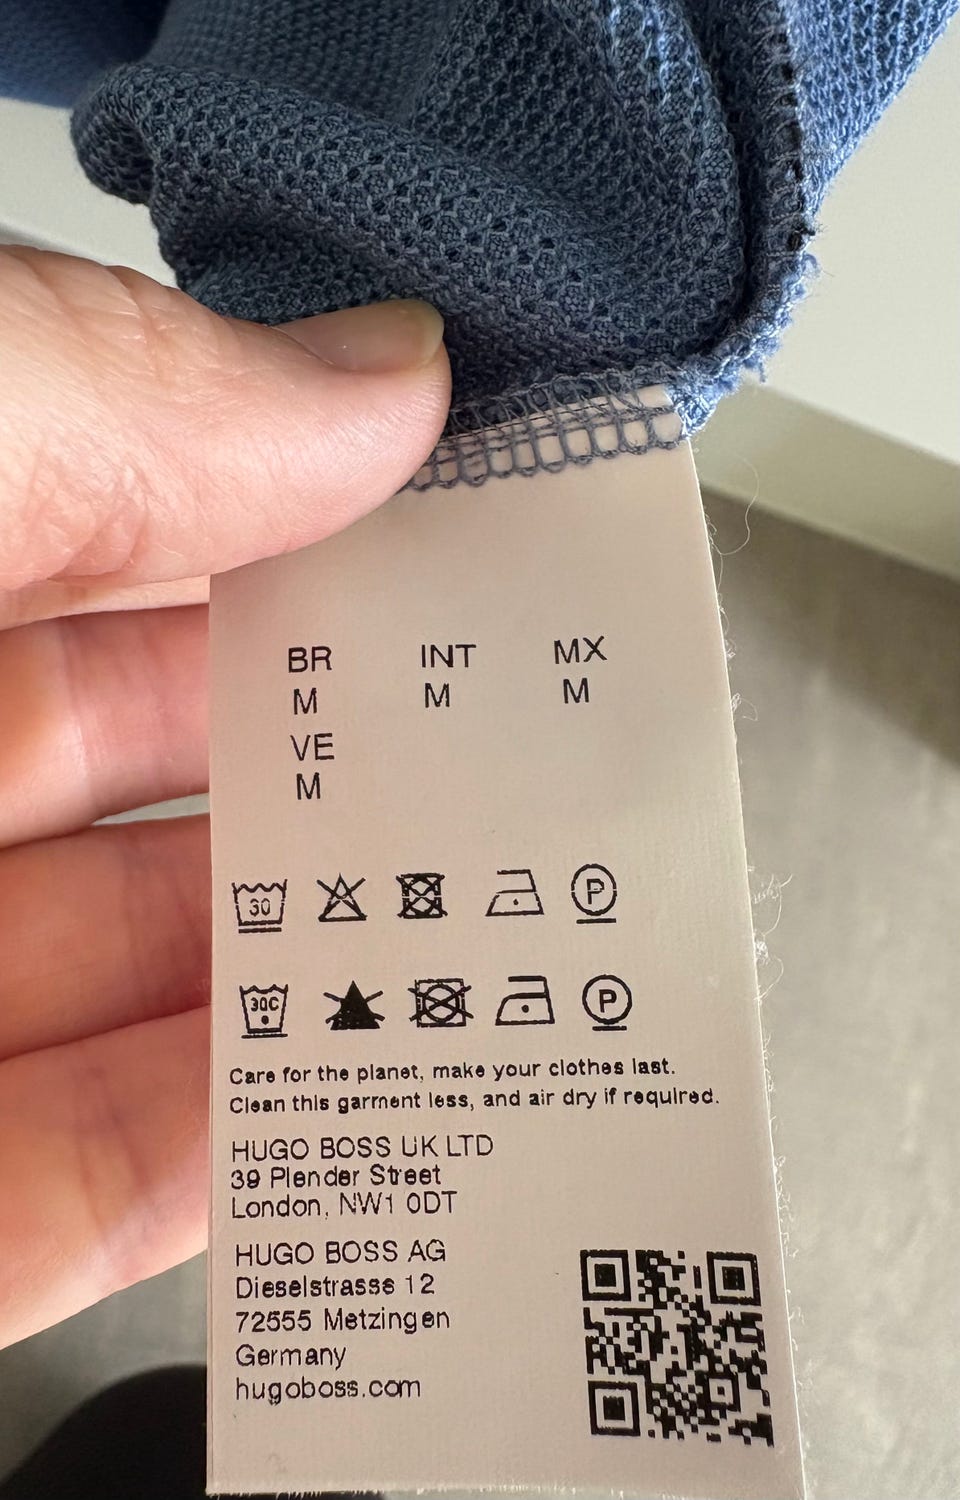 BR INT MX
M M M
VE
M
30 P
30C P
Care for the planet, make your clothes last.
Clean this garment less, and air dry if required.
HUGO BOSS UK LTD
39 Plender Street
London, NW1 0DT
HUGO BOSS AG
Dieselstrasse 12
72555 Metzingen
Germany
hugoboss.com